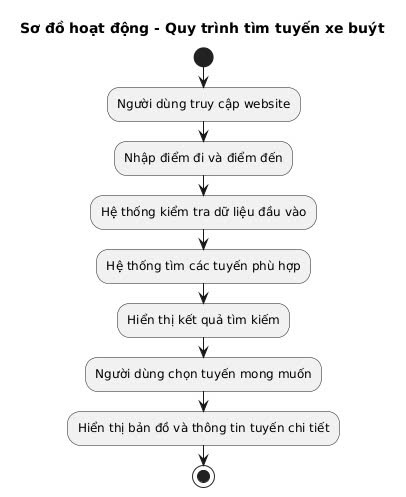 Sơ đồ hoạt động - Quy trình tìm tuyến xe buýt
Người dùng truy cập website
Nhập điểm đi và điểm đến
Hệ thống kiểm tra dữ liệu đầu vào
Hệ thống tìm các tuyến phù hợp
Hiển thị kết quả tìm kiếm
Người dùng chọn tuyến mong muốn
Hiển thị bản đồ và thông tin tuyến chi tiết